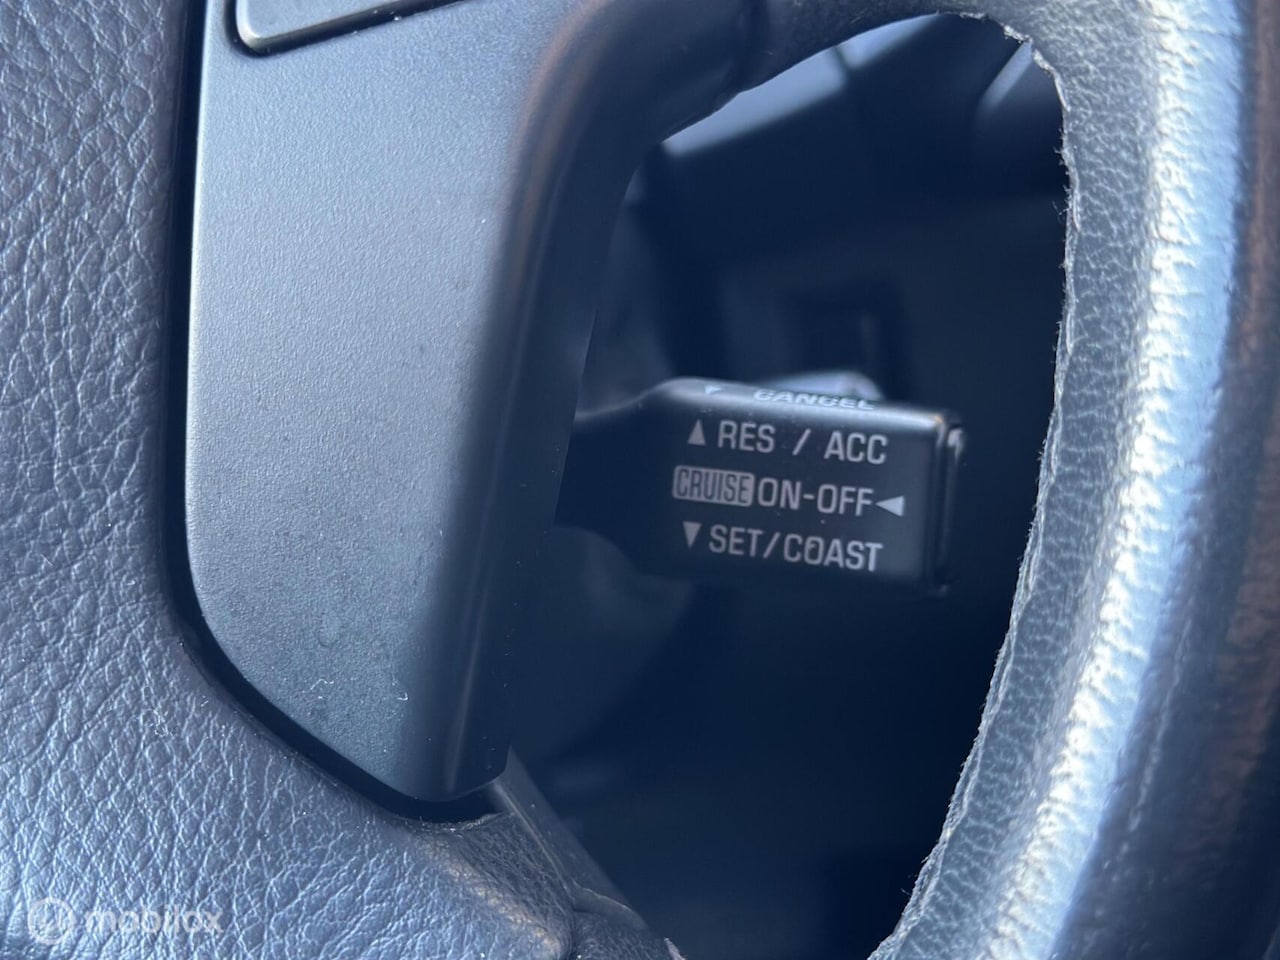 ▼ CANCEL
▲ RES / ACC
CRUISE ON-OFF ◀
▼ SET/COAST
mobilox